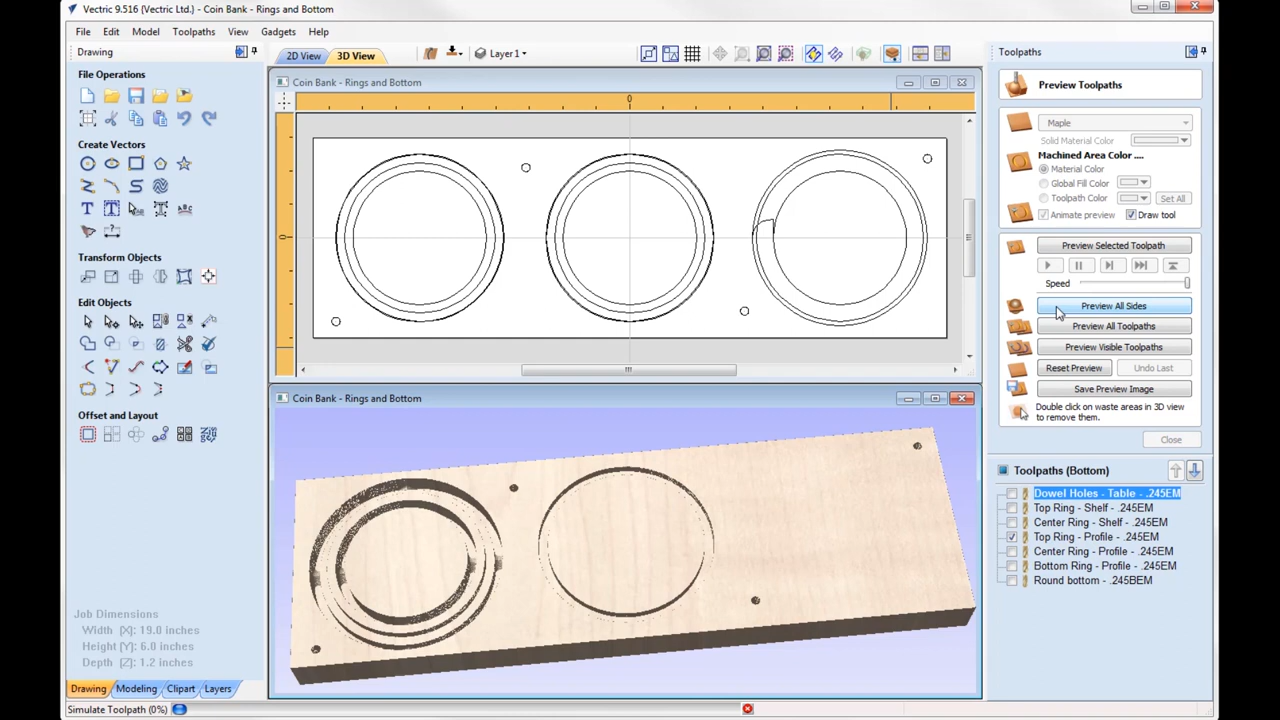 Vectric 9.516 (Vectric Ltd.) - Coin Bank - Rings and Bottom
File Edit Model Toolpaths View Gadgets Help
Drawing
File Operations
Create Vectors
Transform Objects
Edit Objects
Offset and Layout
Job Dimensions
Width (X): 19.0 inches
Height (Y): 6.0 inches
Depth (Z): 1.2 inches
Drawing Modeling Clipart Layers
Simulate Toolpath (0%)
2D View 3D View Layer 1
Coin Bank - Rings and Bottom
0
0
Coin Bank - Rings and Bottom
Toolpaths
Preview Toolpaths
Maple
Solid Material Color
Machined Area Color ....
Material Color
Global Fill Color
Toolpath Color Set All
Animate preview Draw tool
Preview Selected Toolpath
Speed
Preview All Sides
Preview All Toolpaths
Preview Visible Toolpaths
Reset Preview Undo Last
Save Preview Image
Double click on waste areas in 3D view
to remove them.
Close
Toolpaths (Bottom)
Dowel Holes - Table - .245EM
Top Ring - Shelf - .245EM
Center Ring - Shelf - .245EM
Top Ring - Profile - .245EM
Center Ring - Profile - .245EM
Bottom Ring - Profile - .245EM
Round bottom - .245BEM